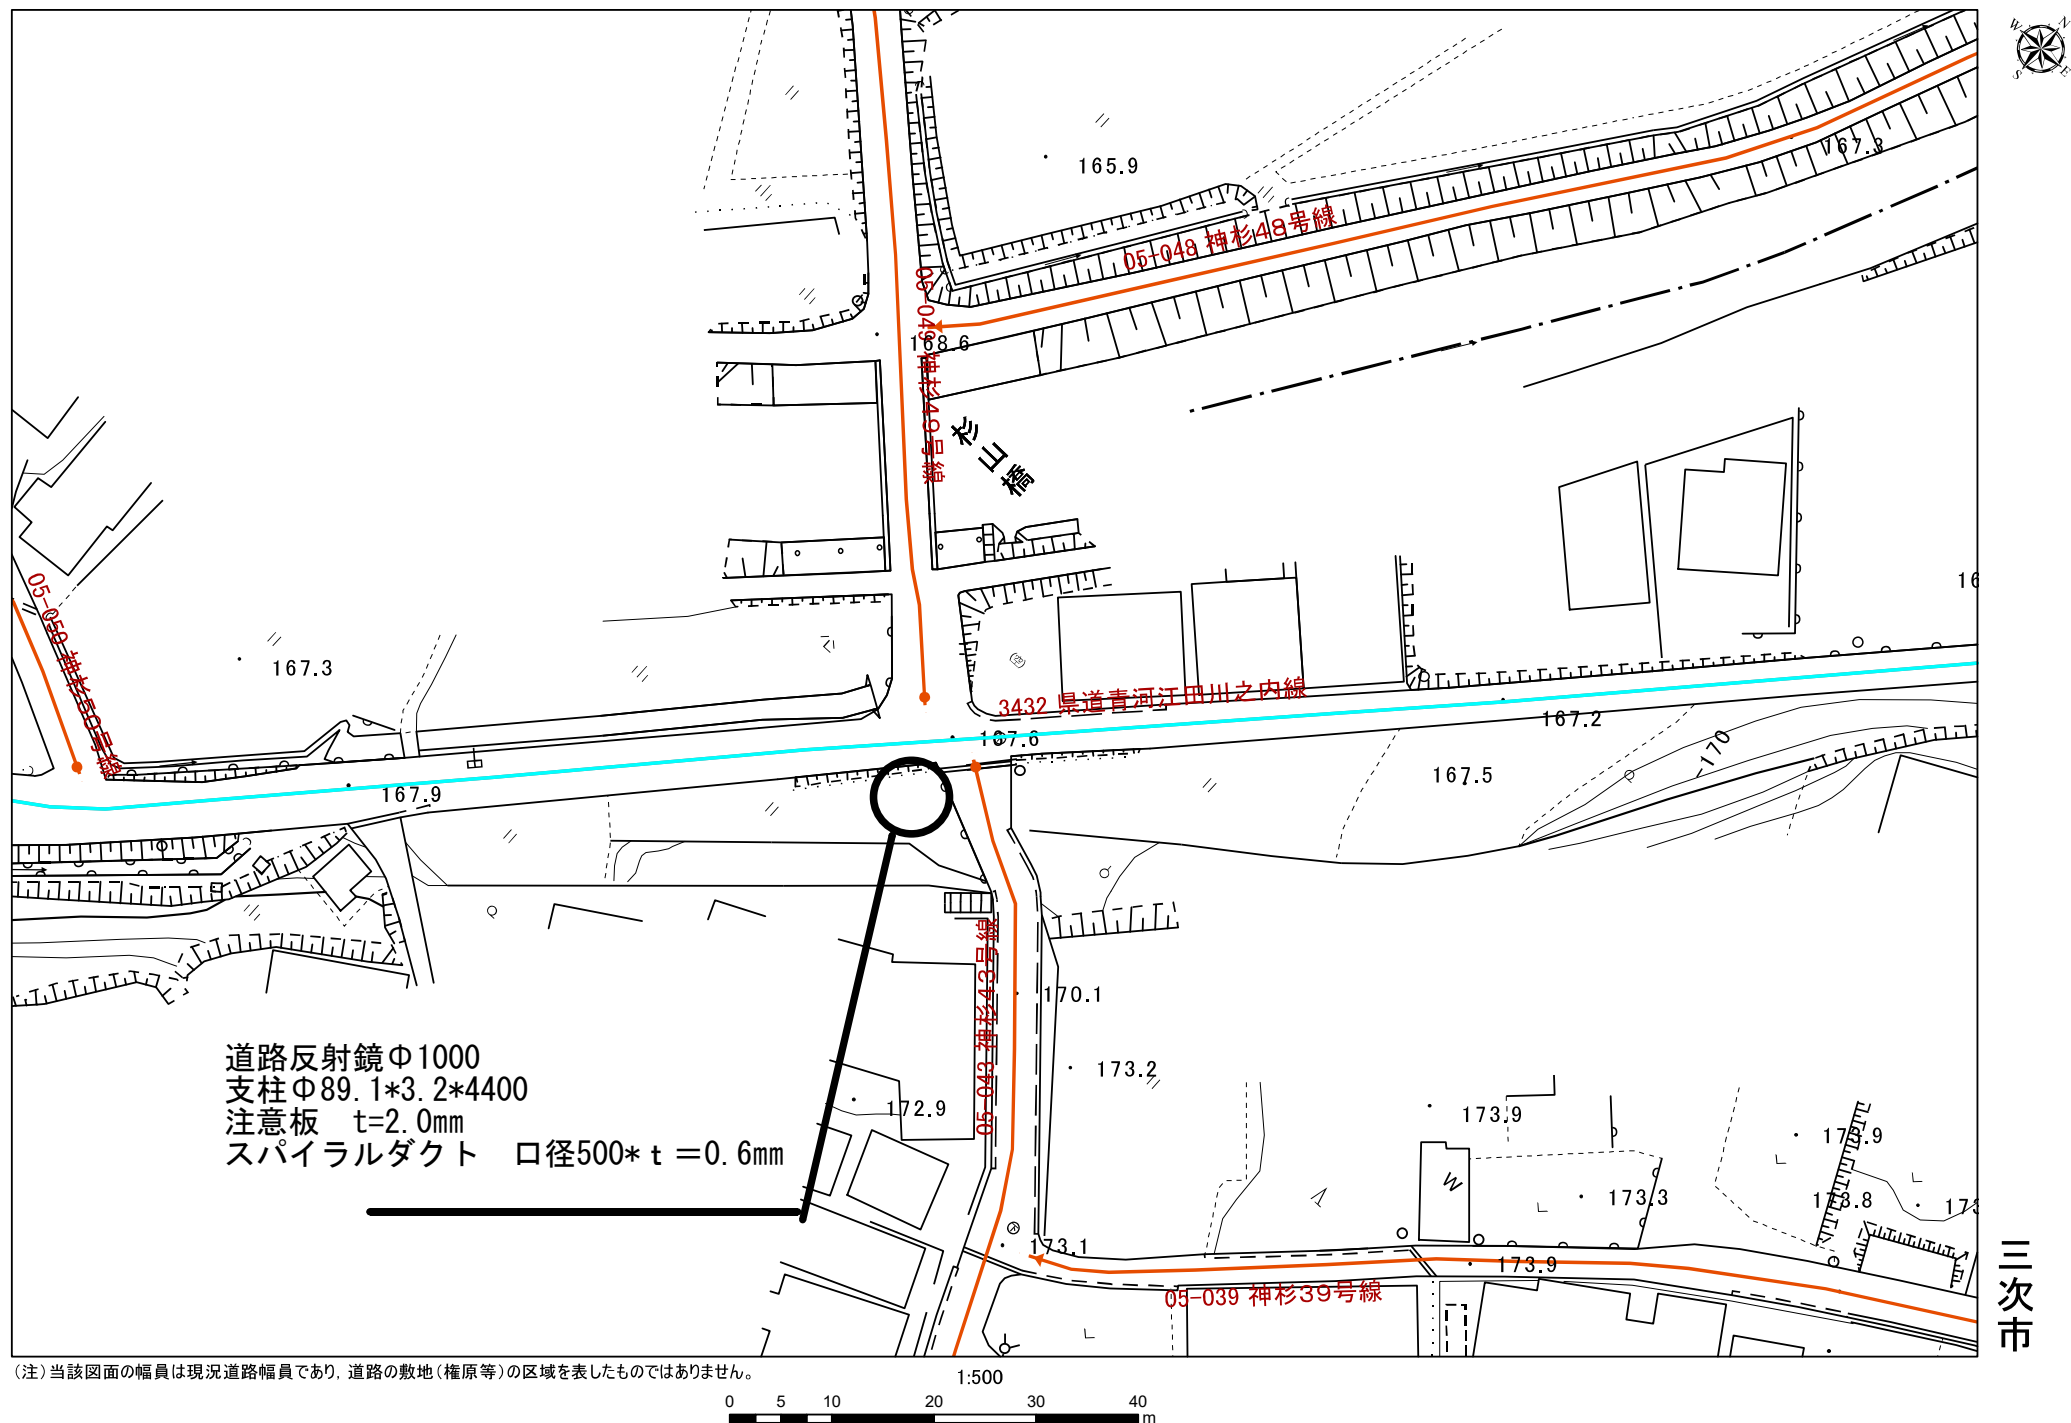 W
N
S
E
165.9
167.3
05-048 神杉48号線
05-049 神杉49号線
168.6
杉山橋
05-050 神杉50号線
167.3
3432 県道青河江田川之内線
167.6
167.2
167.9
167.5
170
05-043 神杉43号線
170.1
173.2
172.9
道路反射鏡Φ1000
支柱Φ89.1*3.2*4400
注意板　t=2.0mm
スパイラルダクト　口径500*ｔ＝0.6mm
173.9
173.9
173.3
173.8
173.1
173.9
05-039 神杉39号線
三次市
(注)当該図面の幅員は現況道路幅員であり,道路の敷地(権原等)の区域を表したものではありません。
1:500
0 5 10 20 30 40
m